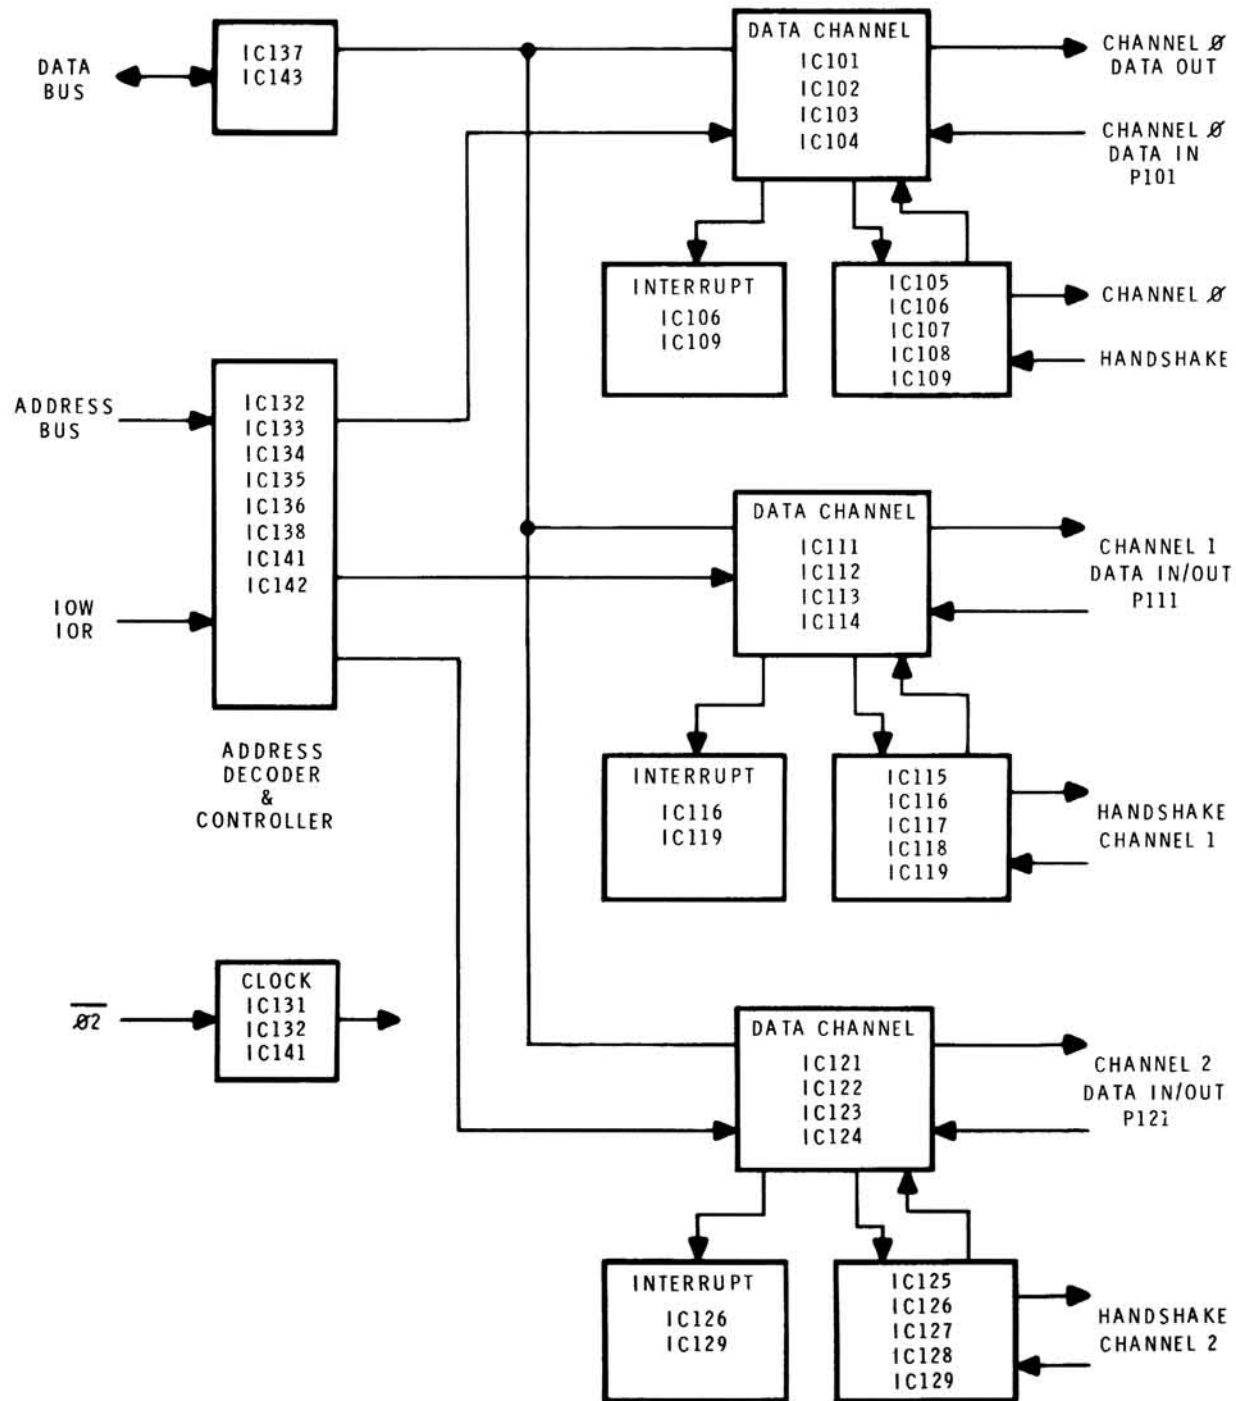 DATA
BUS
IC137
IC143
DATA CHANNEL
IC101
IC102
IC103
IC104
CHANNEL Ø
DATA OUT
CHANNEL Ø
DATA IN
P101
INTERRUPT
IC106
IC109
IC105
IC106
IC107
IC108
IC109
CHANNEL Ø
HANDSHAKE
ADDRESS
BUS
IOW
IOR
IC132
IC133
IC134
IC135
IC136
IC138
IC141
IC142
ADDRESS
DECODER
&
CONTROLLER
DATA CHANNEL
IC111
IC112
IC113
IC114
CHANNEL 1
DATA IN/OUT
P111
INTERRUPT
IC116
IC119
IC115
IC116
IC117
IC118
IC119
HANDSHAKE
CHANNEL 1
Ø2
CLOCK
IC131
IC132
IC141
DATA CHANNEL
IC121
IC122
IC123
IC124
CHANNEL 2
DATA IN/OUT
P121
INTERRUPT
IC126
IC129
IC125
IC126
IC127
IC128
IC129
HANDSHAKE
CHANNEL 2